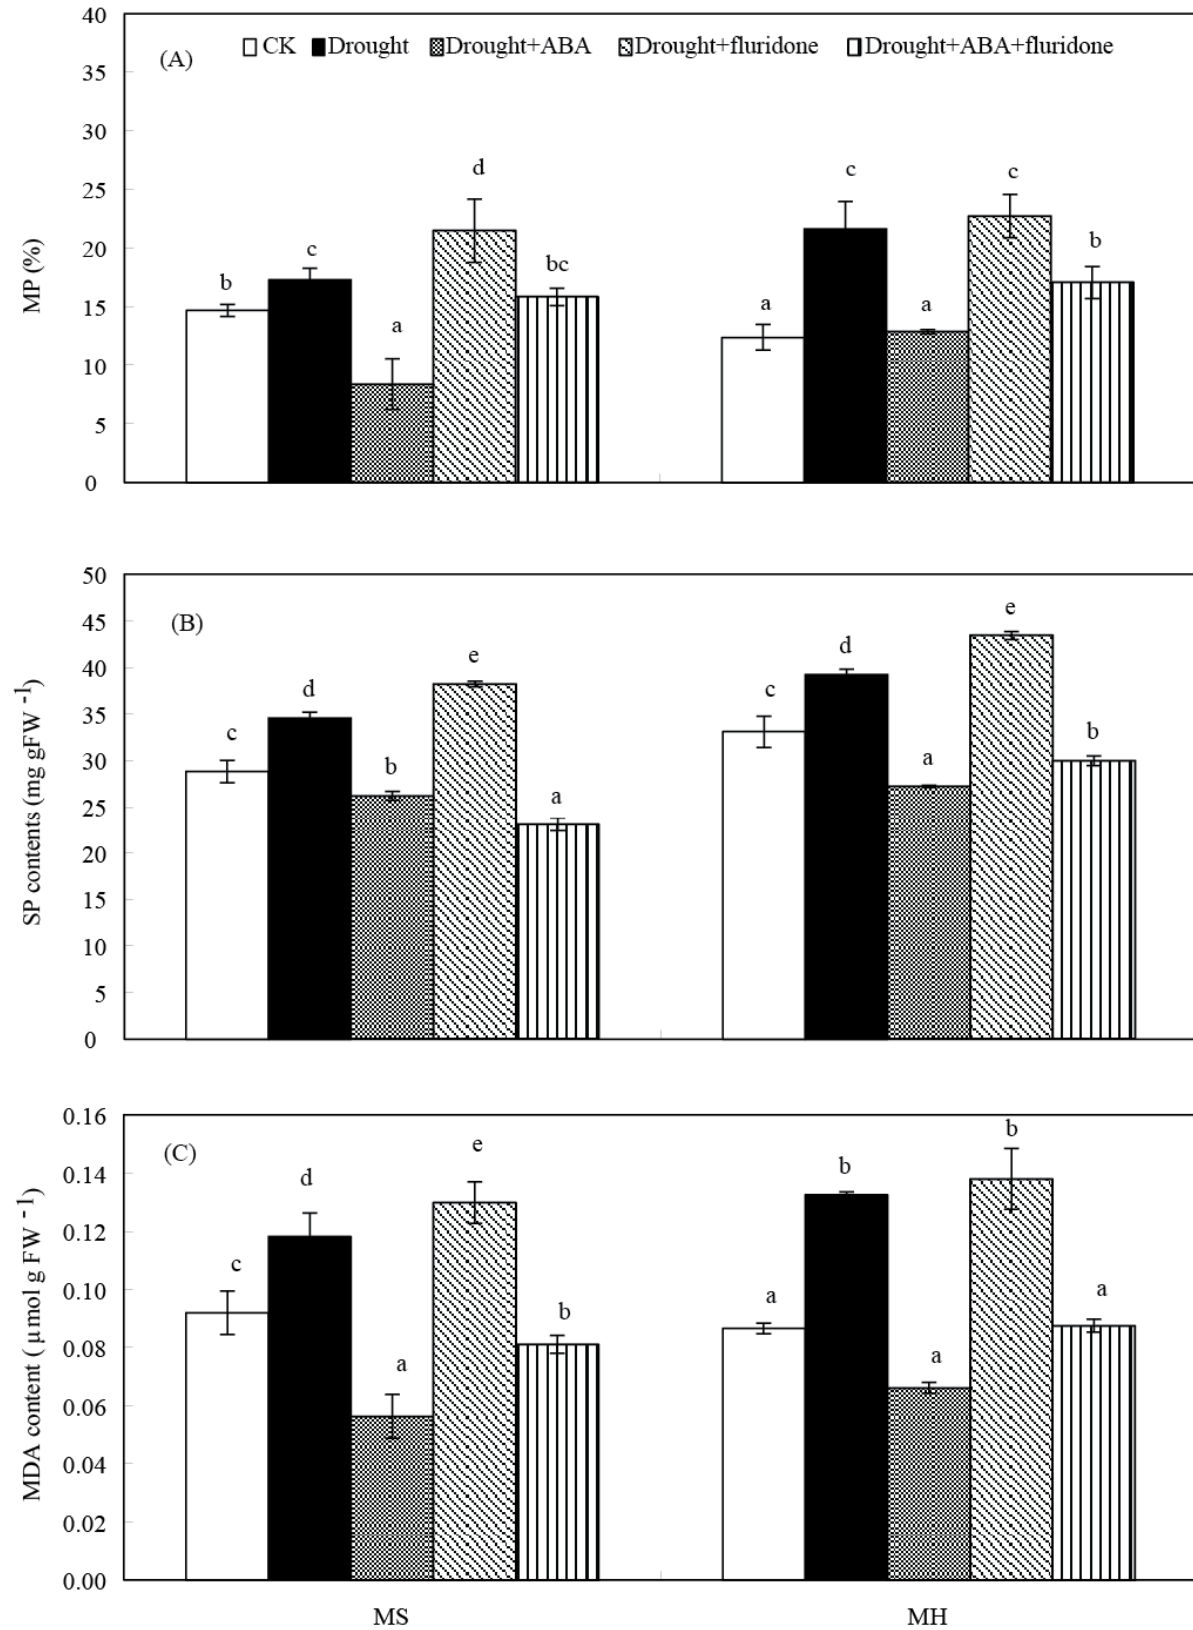 (A) CK Drought Drought+ABA Drought+fluridone Drought+ABA+fluridone
MP (%)
40
35
30
25
20
15
10
5
0
b c a d bc a c a c b
(B)
SP contents (mg gFW -1)
50
45
40
35
30
25
20
15
10
5
0
c d b e a c d a e b
(C)
MDA content (μmol g FW -1)
0.16
0.14
0.12
0.10
0.08
0.06
0.04
0.02
0.00
c d a e b a b a b a
MS MH